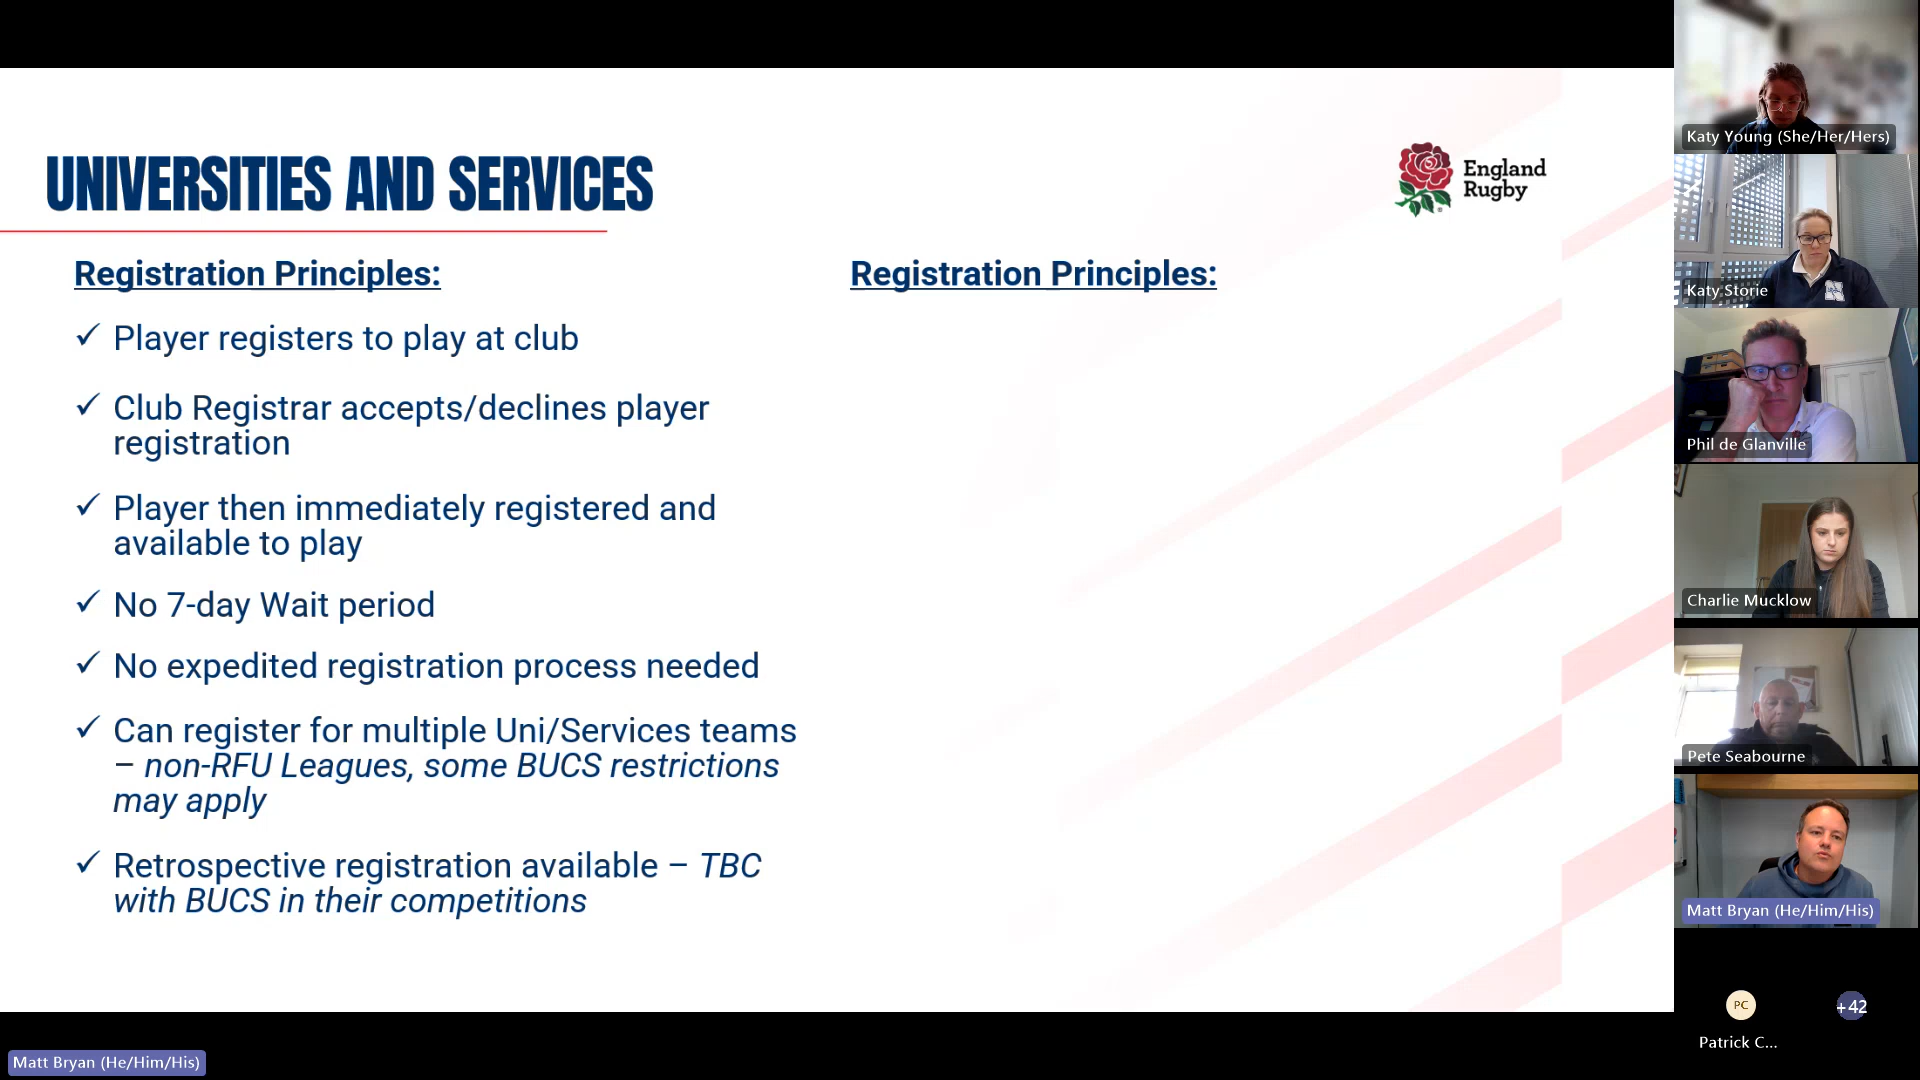 UNIVERSITIES AND SERVICES
England
Rugby
Registration Principles:
Player registers to play at club
Club Registrar accepts/declines player
registration
Player then immediately registered and
available to play
No 7-day Wait period
No expedited registration process needed
Can register for multiple Uni/Services teams
– non-RFU Leagues, some BUCS restrictions
may apply
Retrospective registration available – TBC
with BUCS in their competitions
Registration Principles:
Katy Young (She/Her/Hers)
Katy Storie
N
Phil de Glanville
Charlie Mucklow
Pete Seabourne
Matt Bryan (He/Him/His)
PC
+42
Patrick C...
Matt Bryan (He/Him/His)